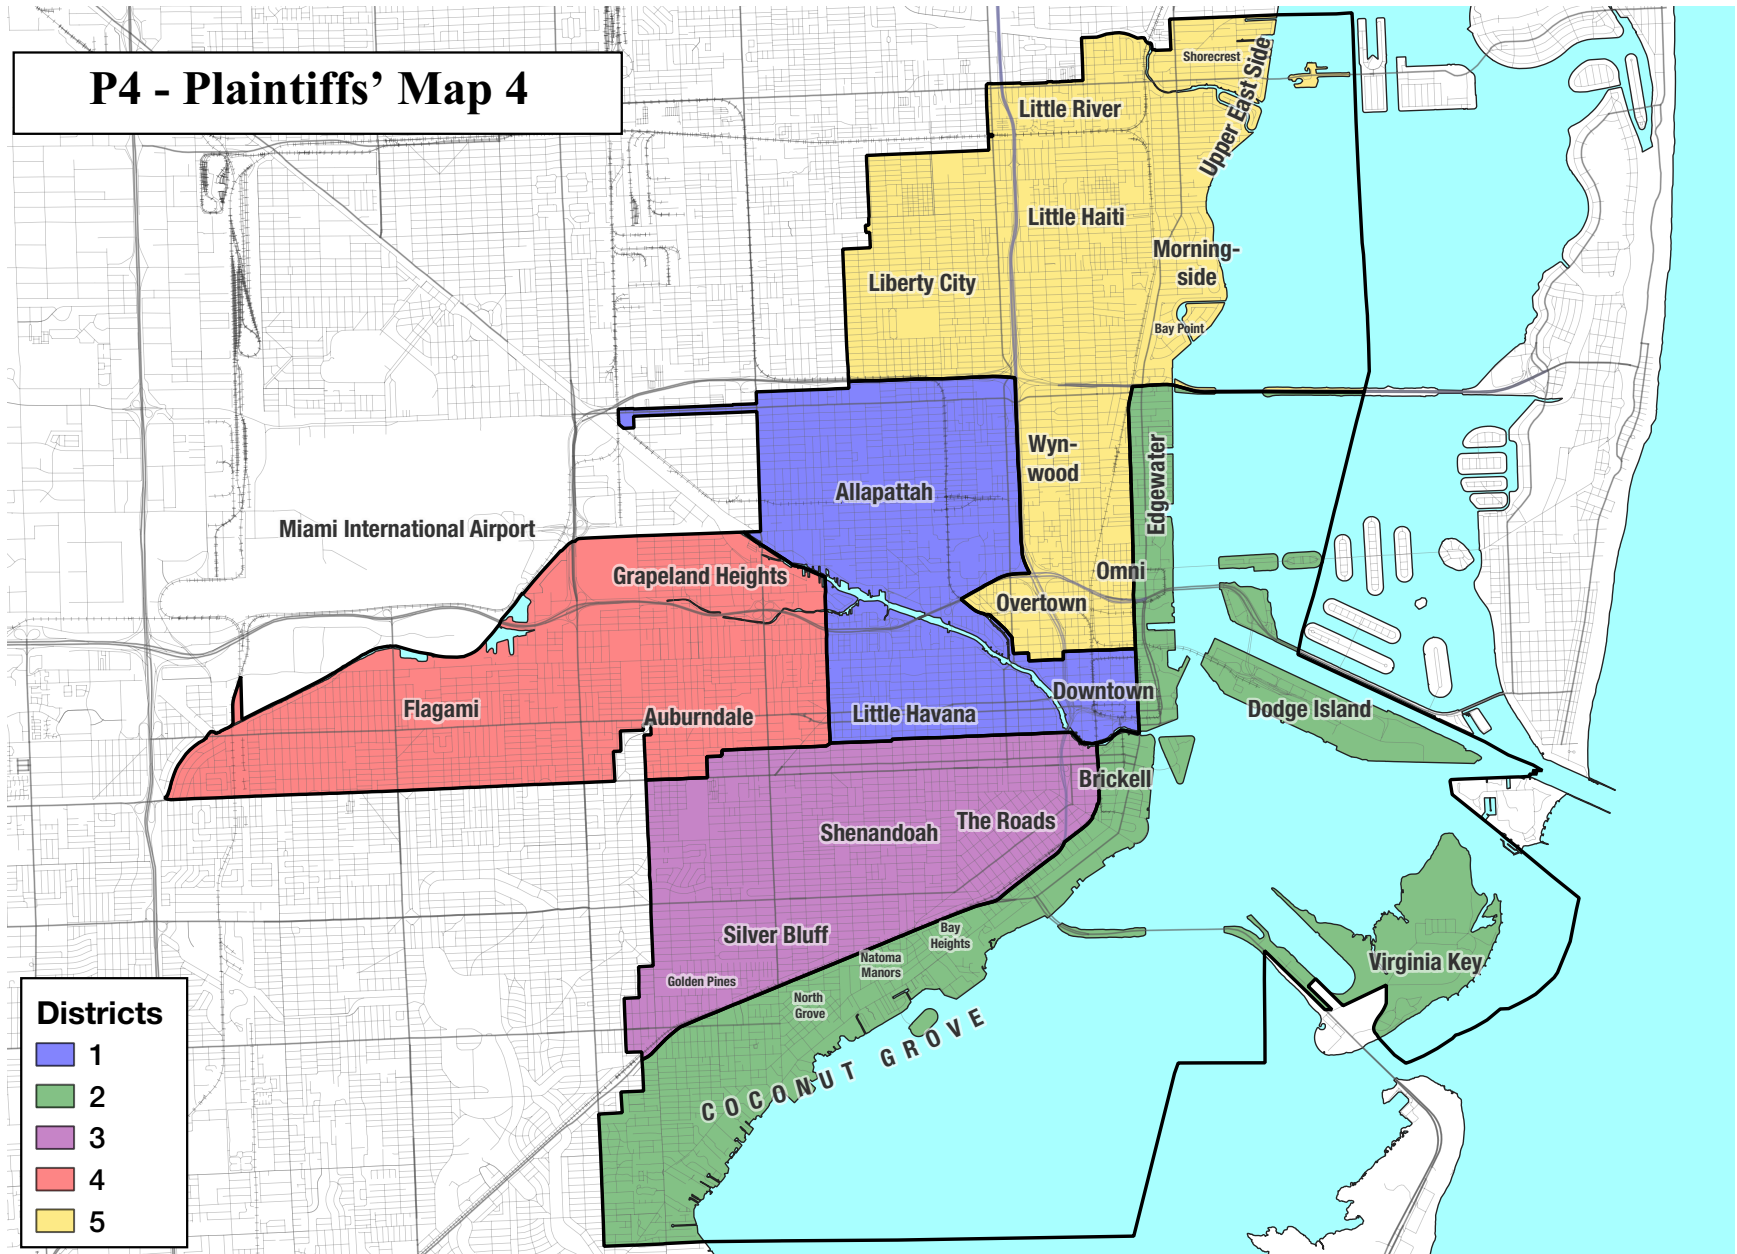 P4 - Plaintiffs’ Map 4
Shorecrest
Upper East Side
Little River
Little Haiti
Morning-
side
Liberty City
Bay Point
Wyn-
wood
Edgewater
Allapattah
Miami International Airport
Grapeland Heights
Omni
Overtown
Downtown
Dodge Island
Flagami
Auburndale
Little Havana
Brickell
The Roads
Shenandoah
Silver Bluff
Bay
Heights
Natoma
Manors
Virginia Key
Golden Pines
North
Grove
COCONUT GROVE
Districts
1
2
3
4
5